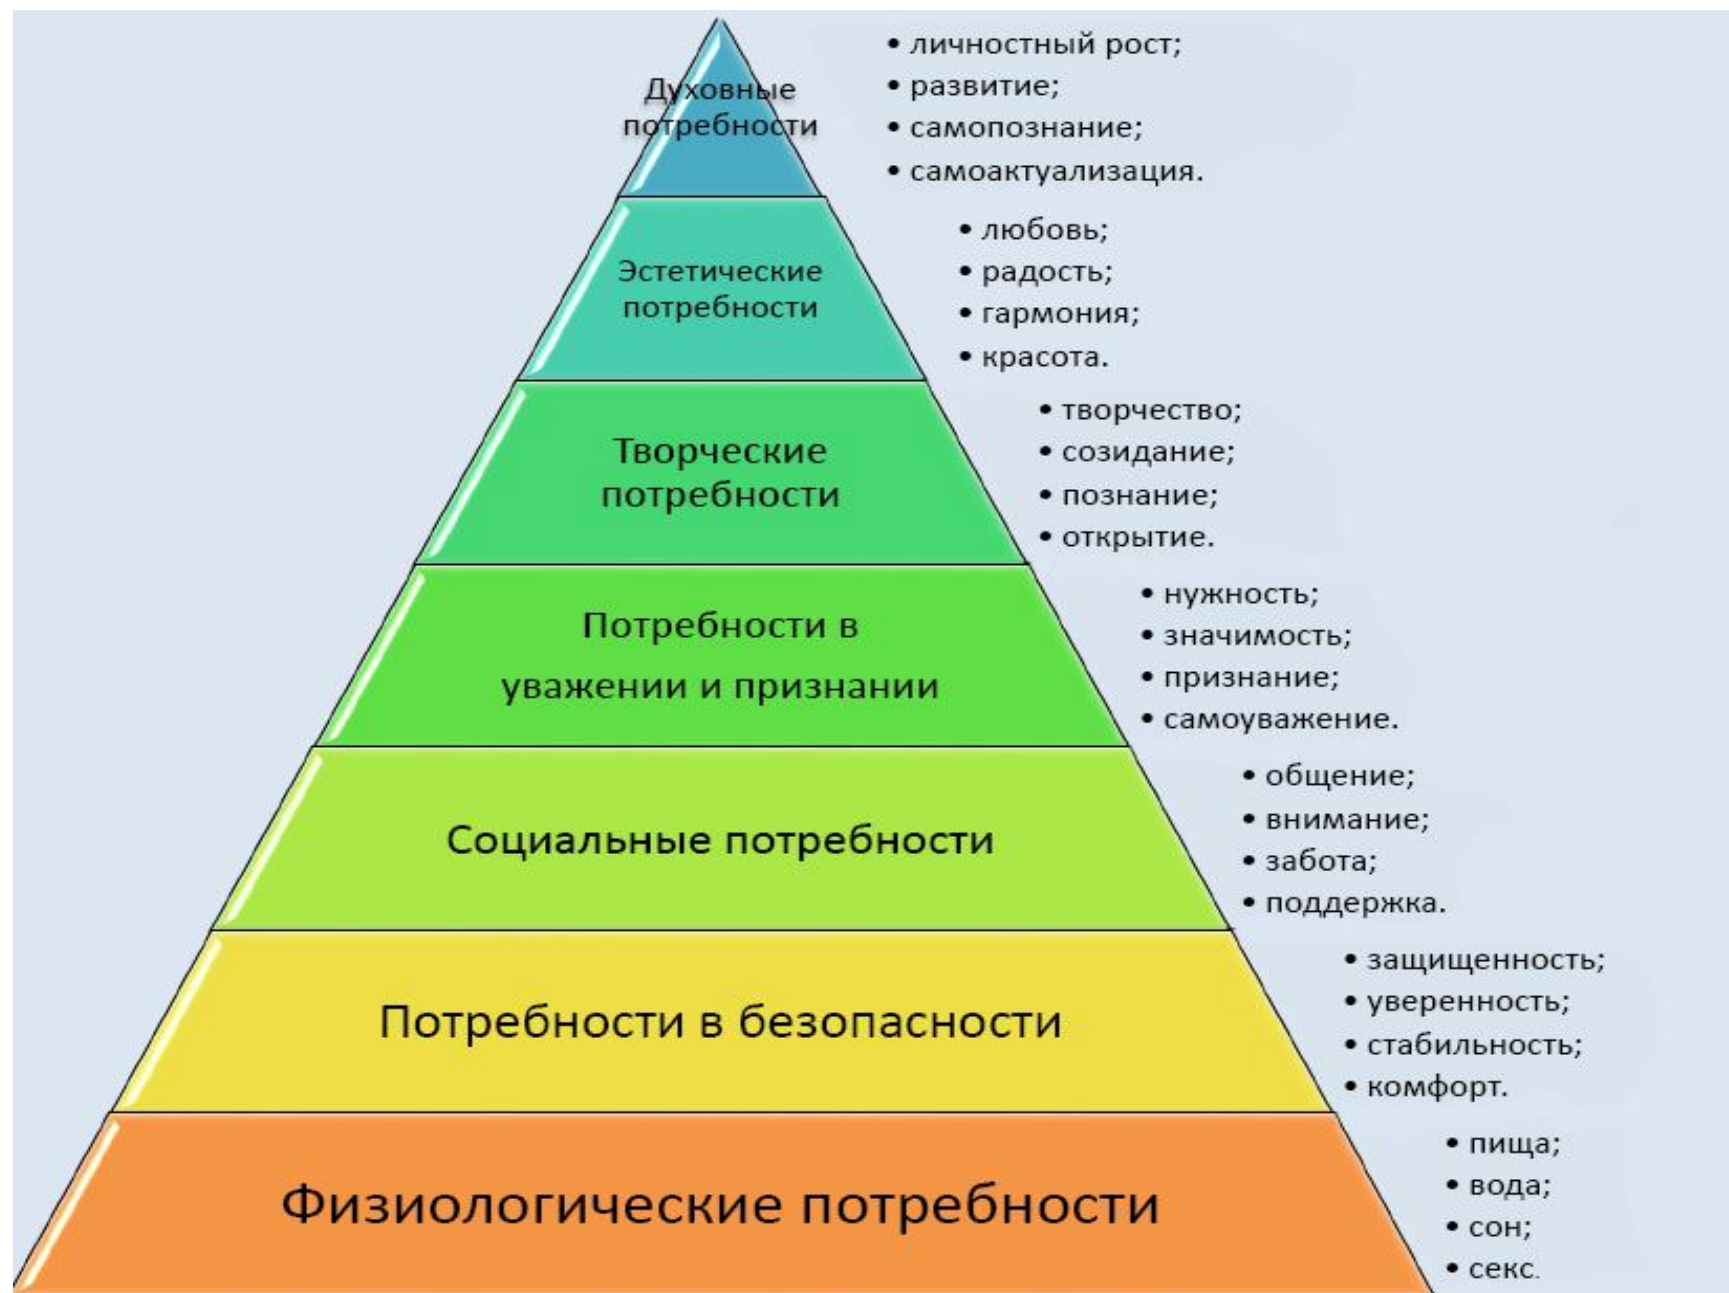 Духовные
потребности
• личностный рост;
• развитие;
• самопознание;
• самоактуализация.
Эстетические
потребности
• любовь;
• радость;
• гармония;
• красота.
Творческие
потребности
• творчество;
• созидание;
• познание;
• открытие.
Потребности в
уважении и признании
• нужность;
• значимость;
• признание;
• самоуважение.
Социальные потребности
• общение;
• внимание;
• забота;
• поддержка.
Потребности в безопасности
• защищенность;
• уверенность;
• стабильность;
• комфорт.
Физиологические потребности
• пища;
• вода;
• сон;
• секс.